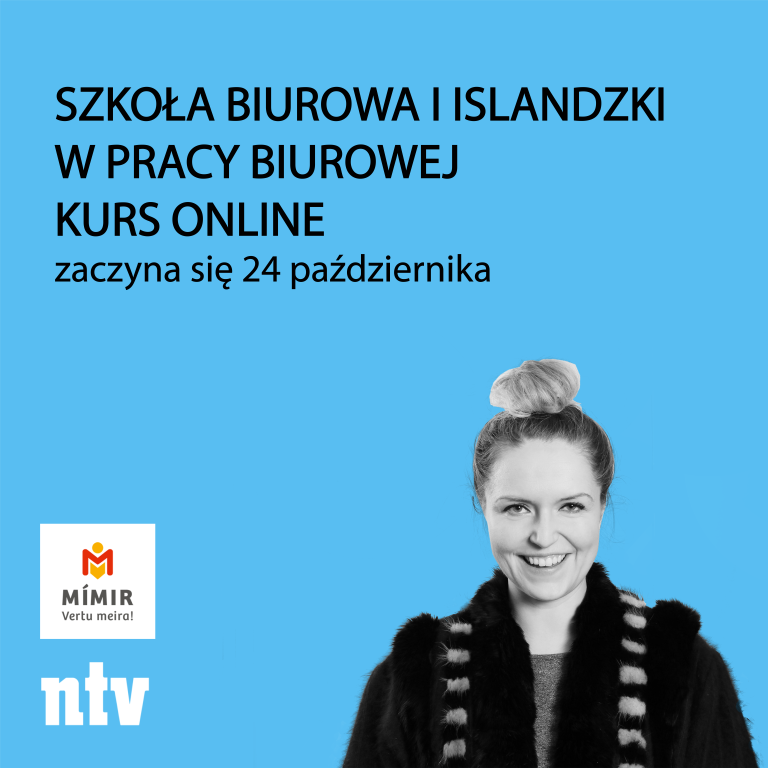 SZKOŁA BIUROWA I ISLANDZKI
W PRACY BIUROWEJ
KURS ONLINE
zaczyna się 24 października
MÍMIR
Vertu meira!
ntv